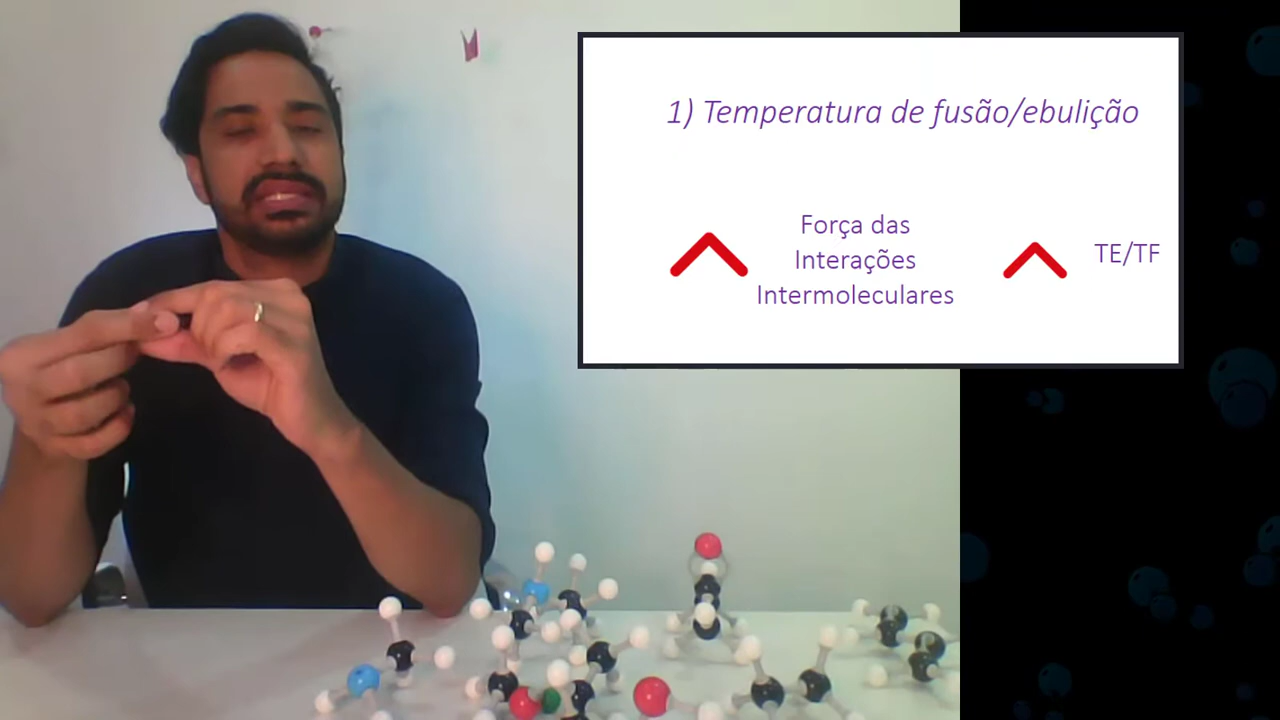 1) Temperatura de fusão/ebulição
Força das
Interações
Intermoleculares
TE/TF